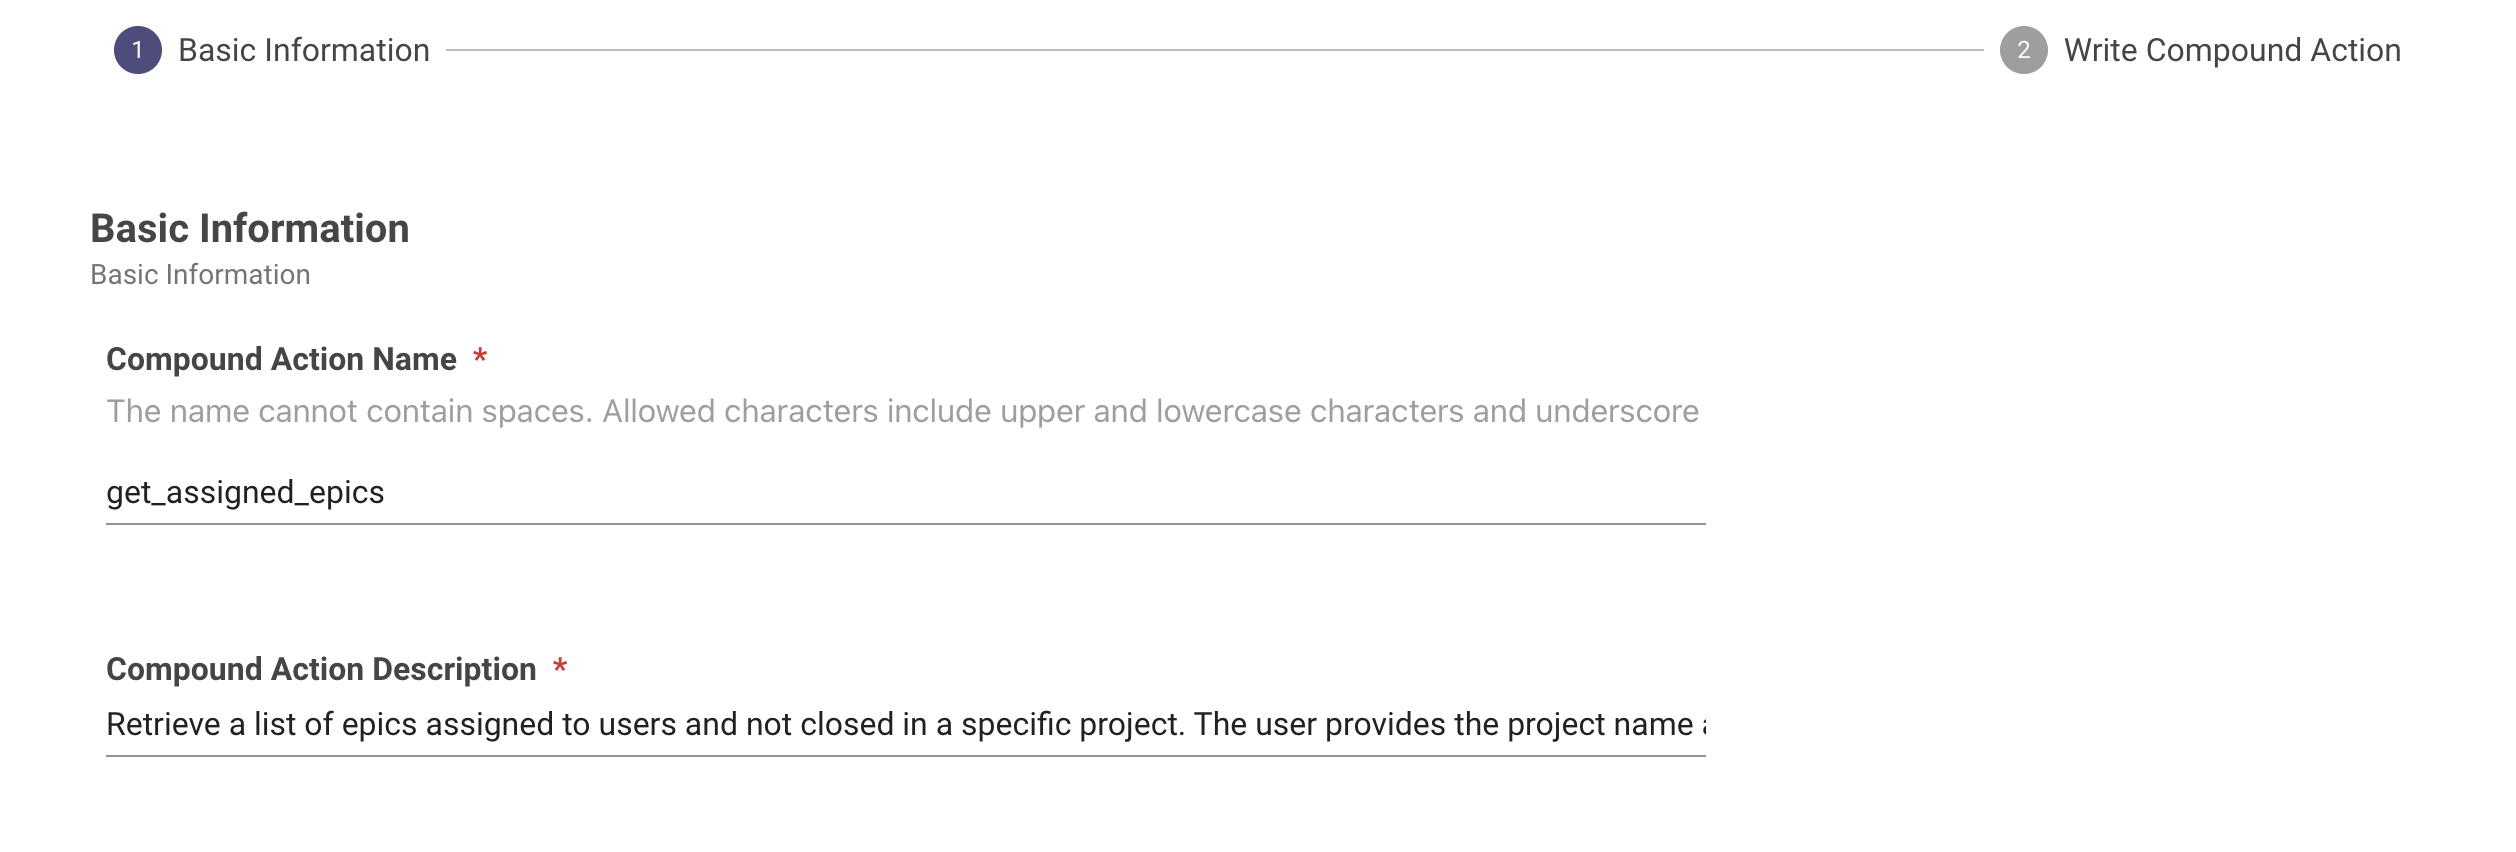 1 Basic Information
2 Write Compound Action
Basic Information
Basic Information
Compound Action Name *
The name cannot contain spaces. Allowed characters include upper and lowercase characters and underscore
get_assigned_epics
Compound Action Description *
Retrieve a list of epics assigned to users and not closed in a specific project. The user provides the project name